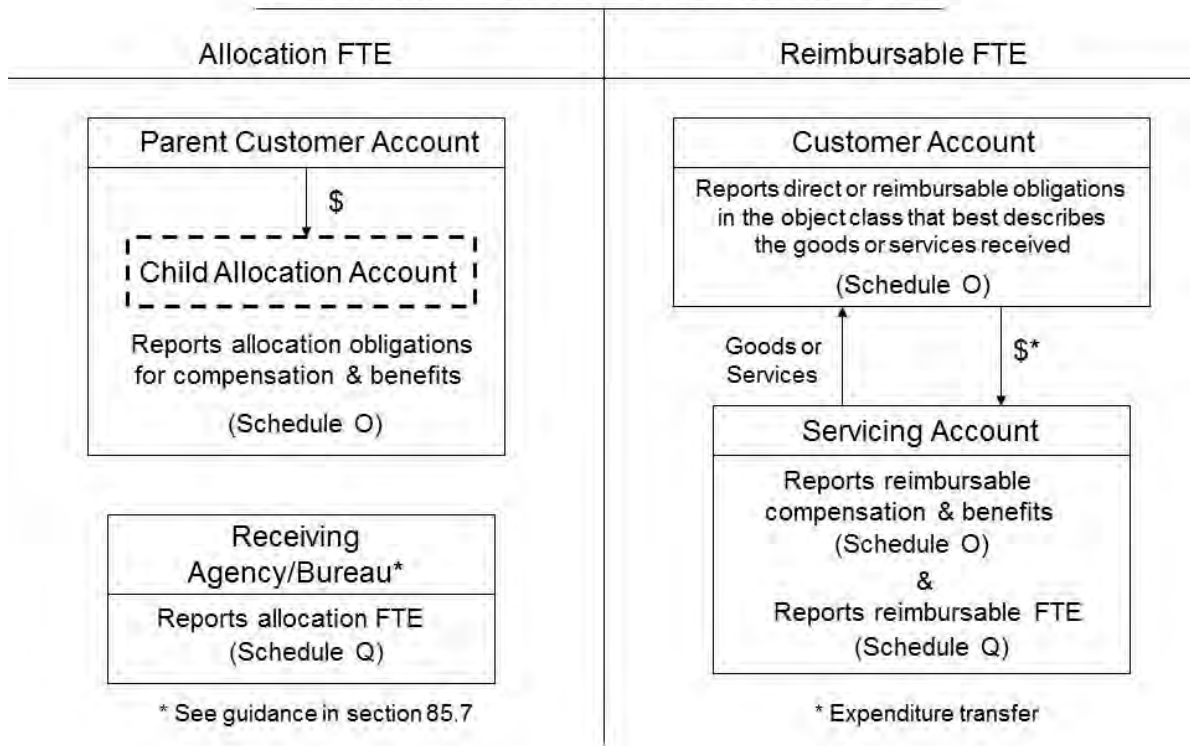 Allocation FTE
Parent Customer Account
$
Child Allocation Account
Reports allocation obligations
for compensation & benefits
(Schedule O)
Receiving
Agency/Bureau*
Reports allocation FTE
(Schedule Q)
* See guidance in section 85.7
Reimbursable FTE
Customer Account
Reports direct or reimbursable obligations
in the object class that best describes
the goods or services received
(Schedule O)
Goods or
Services
$*
Servicing Account
Reports reimbursable
compensation & benefits
(Schedule O)
&
Reports reimbursable FTE
(Schedule Q)
* Expenditure transfer